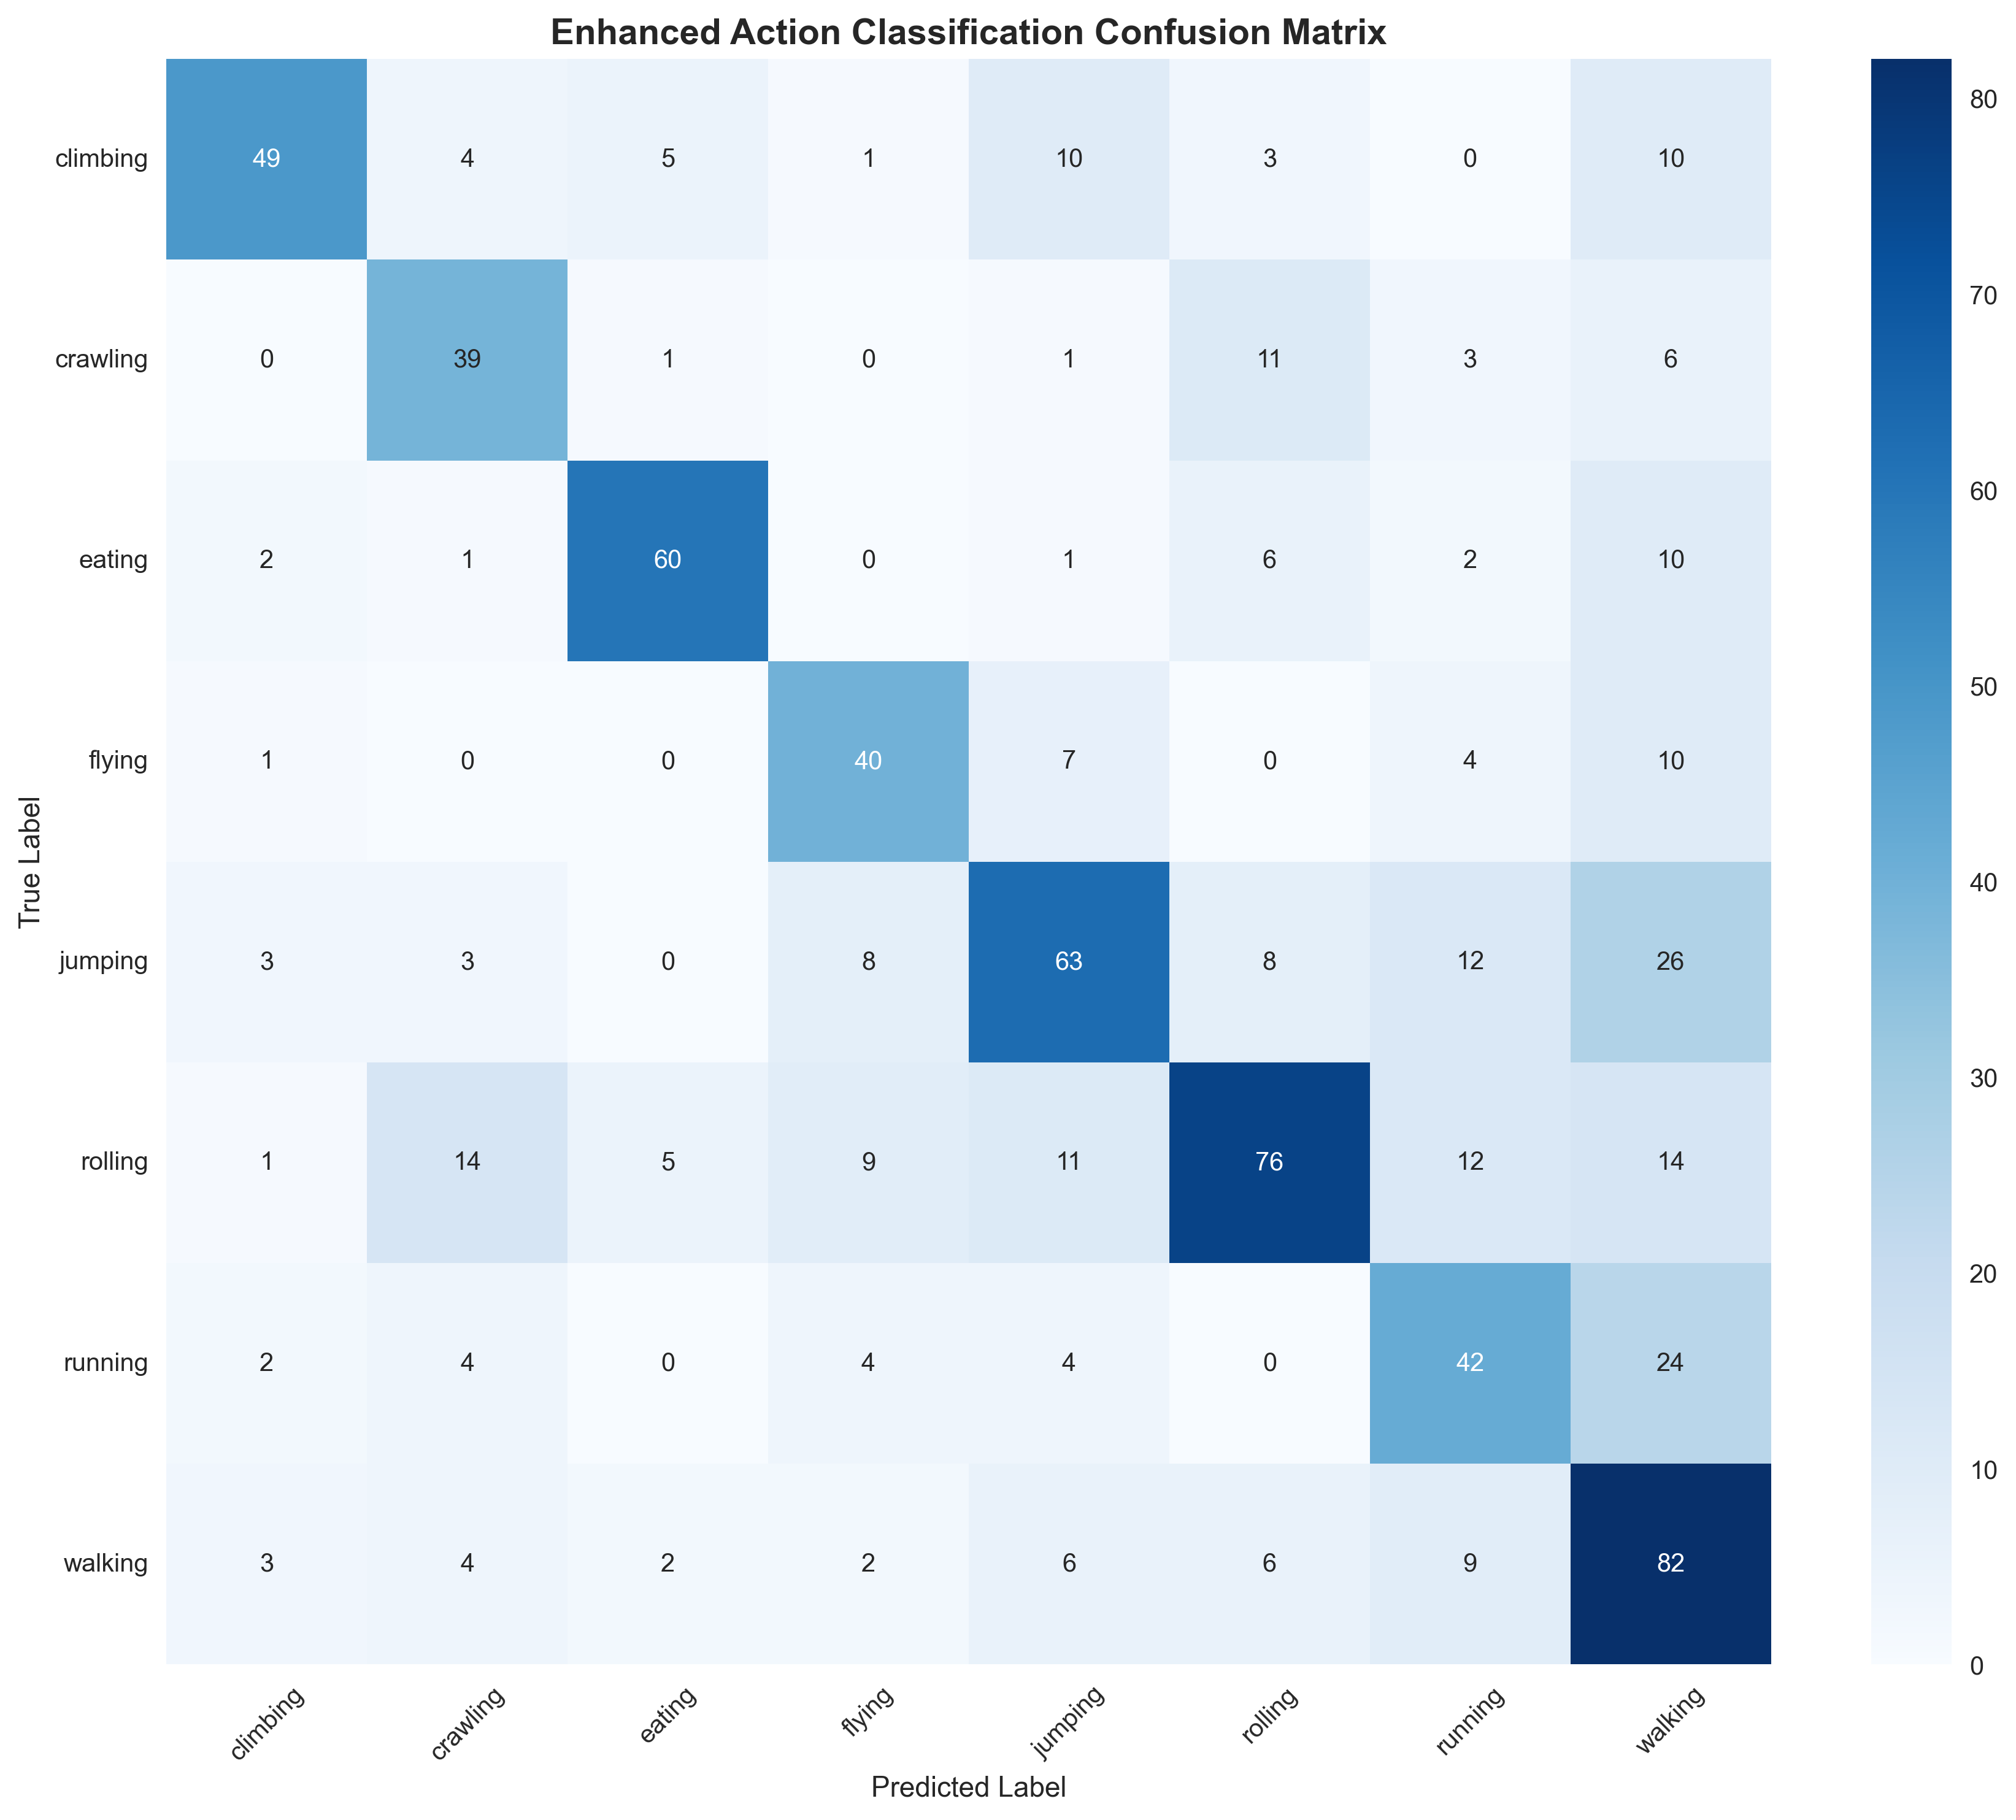 Enhanced Action Classification Confusion Matrix
climbing 49 4 5 1 10 3 0 10
crawling 0 39 1 0 1 11 3 6
eating 2 1 60 0 1 6 2 10
flying 1 0 0 40 7 0 4 10
jumping 3 3 0 8 63 8 12 26
rolling 1 14 5 9 11 76 12 14
running 2 4 0 4 4 0 42 24
walking 3 4 2 2 6 6 9 82
climbing crawling eating flying jumping rolling running walking
Predicted Label
True Label
80
70
60
50
40
30
20
10
0